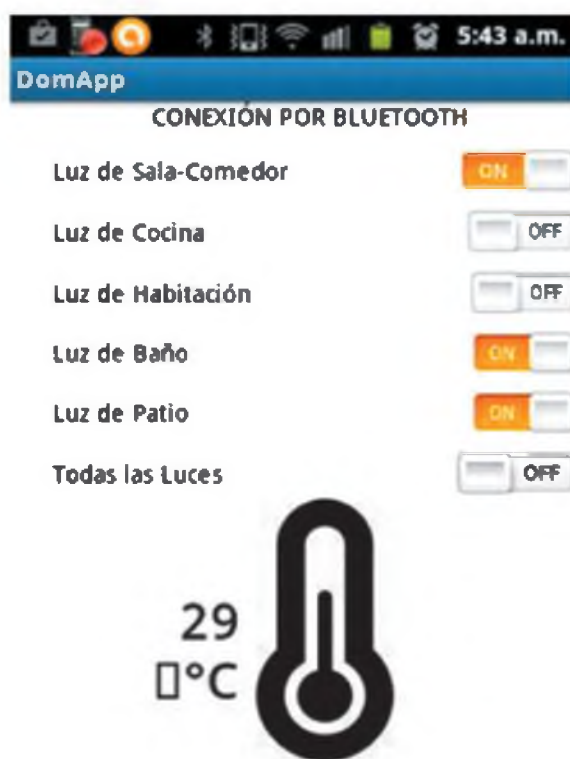 5:43 a.m.
DomApp
CONEXIÓN POR BLUETOOTH
Luz de Sala-Comedor ON
Luz de Cocina OFF
Luz de Habitación OFF
Luz de Baño ON
Luz de Patio ON
Todas las Luces OFF
29
▯°C